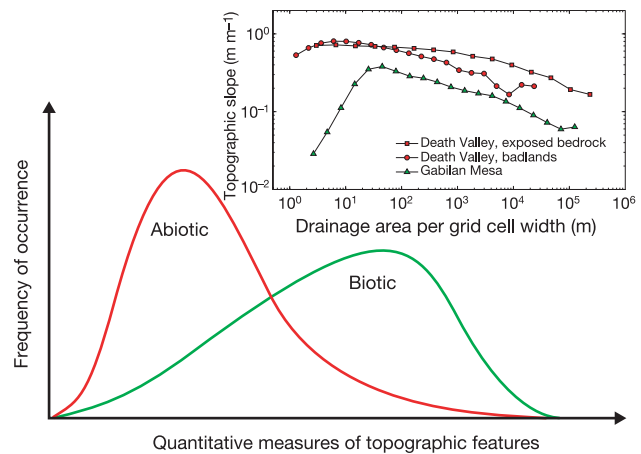 Topographic slope (m m⁻¹)
10⁰
10⁻¹
10⁻²
Death Valley, exposed bedrock
Death Valley, badlands
Gabilan Mesa
10⁰ 10¹ 10² 10³ 10⁴ 10⁵ 10⁶
Drainage area per grid cell width (m)
Frequency of occurrence
Abiotic
Biotic
Quantitative measures of topographic features